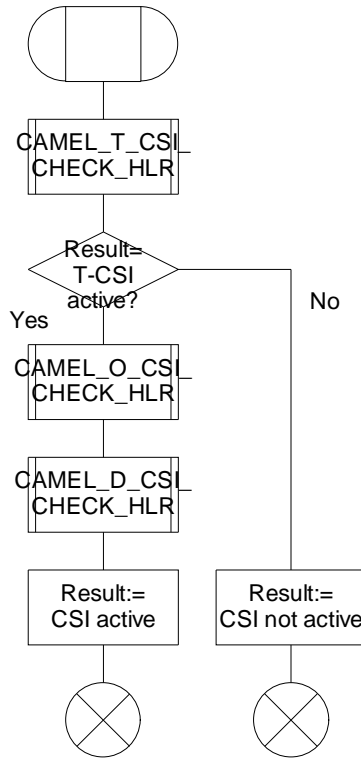 CAMEL_T_CSI_
CHECK_HLR
Result=
T-CSI
active?
Yes
No
CAMEL_O_CSI_
CHECK_HLR
CAMEL_D_CSI_
CHECK_HLR
Result:=
CSI active
Result:=
CSI not active